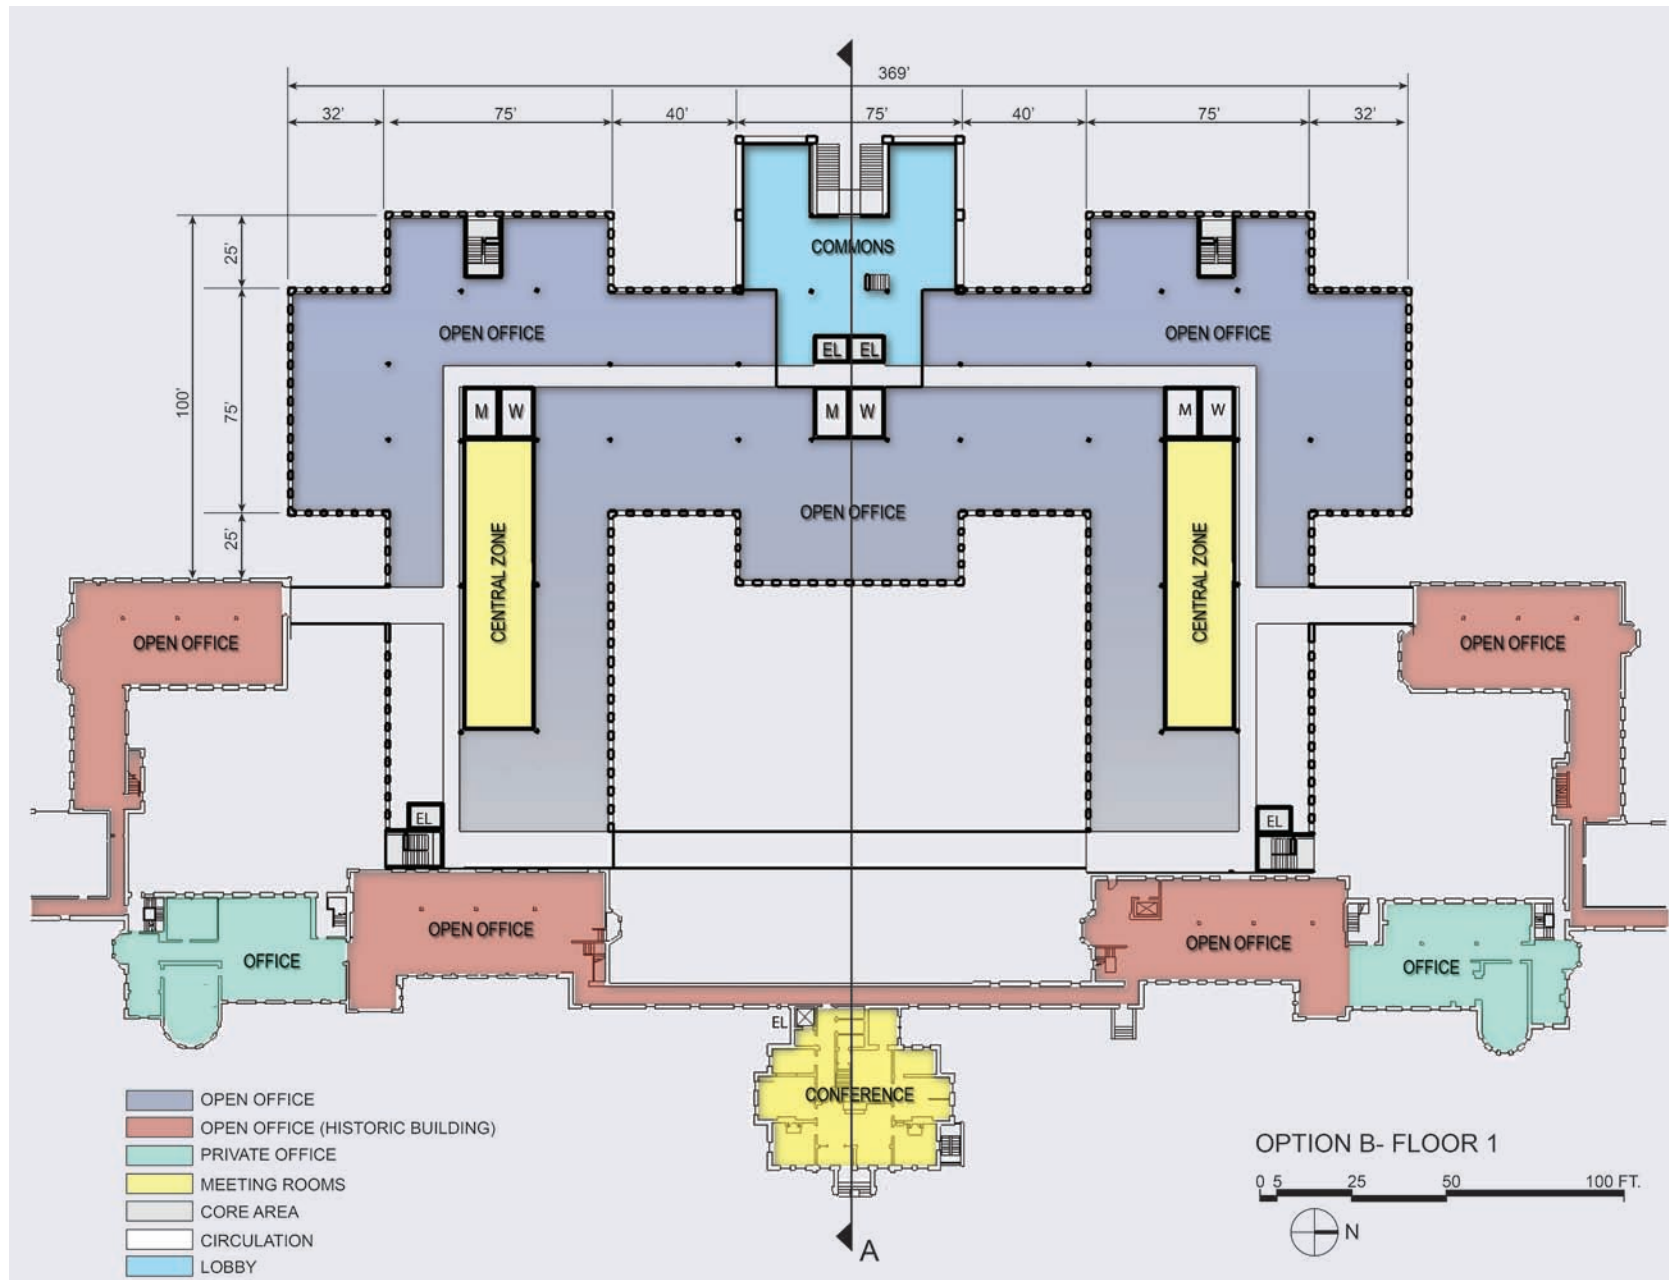 369'
32'
75'
40'
75'
40'
75'
32'
COMMONS
25'
OPEN OFFICE
OPEN OFFICE
EL
EL
100'
75'
M
W
M
W
M
W
OPEN OFFICE
25'
CENTRAL ZONE
CENTRAL ZONE
OPEN OFFICE
OPEN OFFICE
EL
EL
OPEN OFFICE
OPEN OFFICE
OFFICE
OFFICE
EL
CONFERENCE
OPEN OFFICE
OPEN OFFICE (HISTORIC BUILDING)
PRIVATE OFFICE
MEETING ROOMS
CORE AREA
CIRCULATION
LOBBY
OPTION B- FLOOR 1
0 5 25 50 100 FT.
N
A